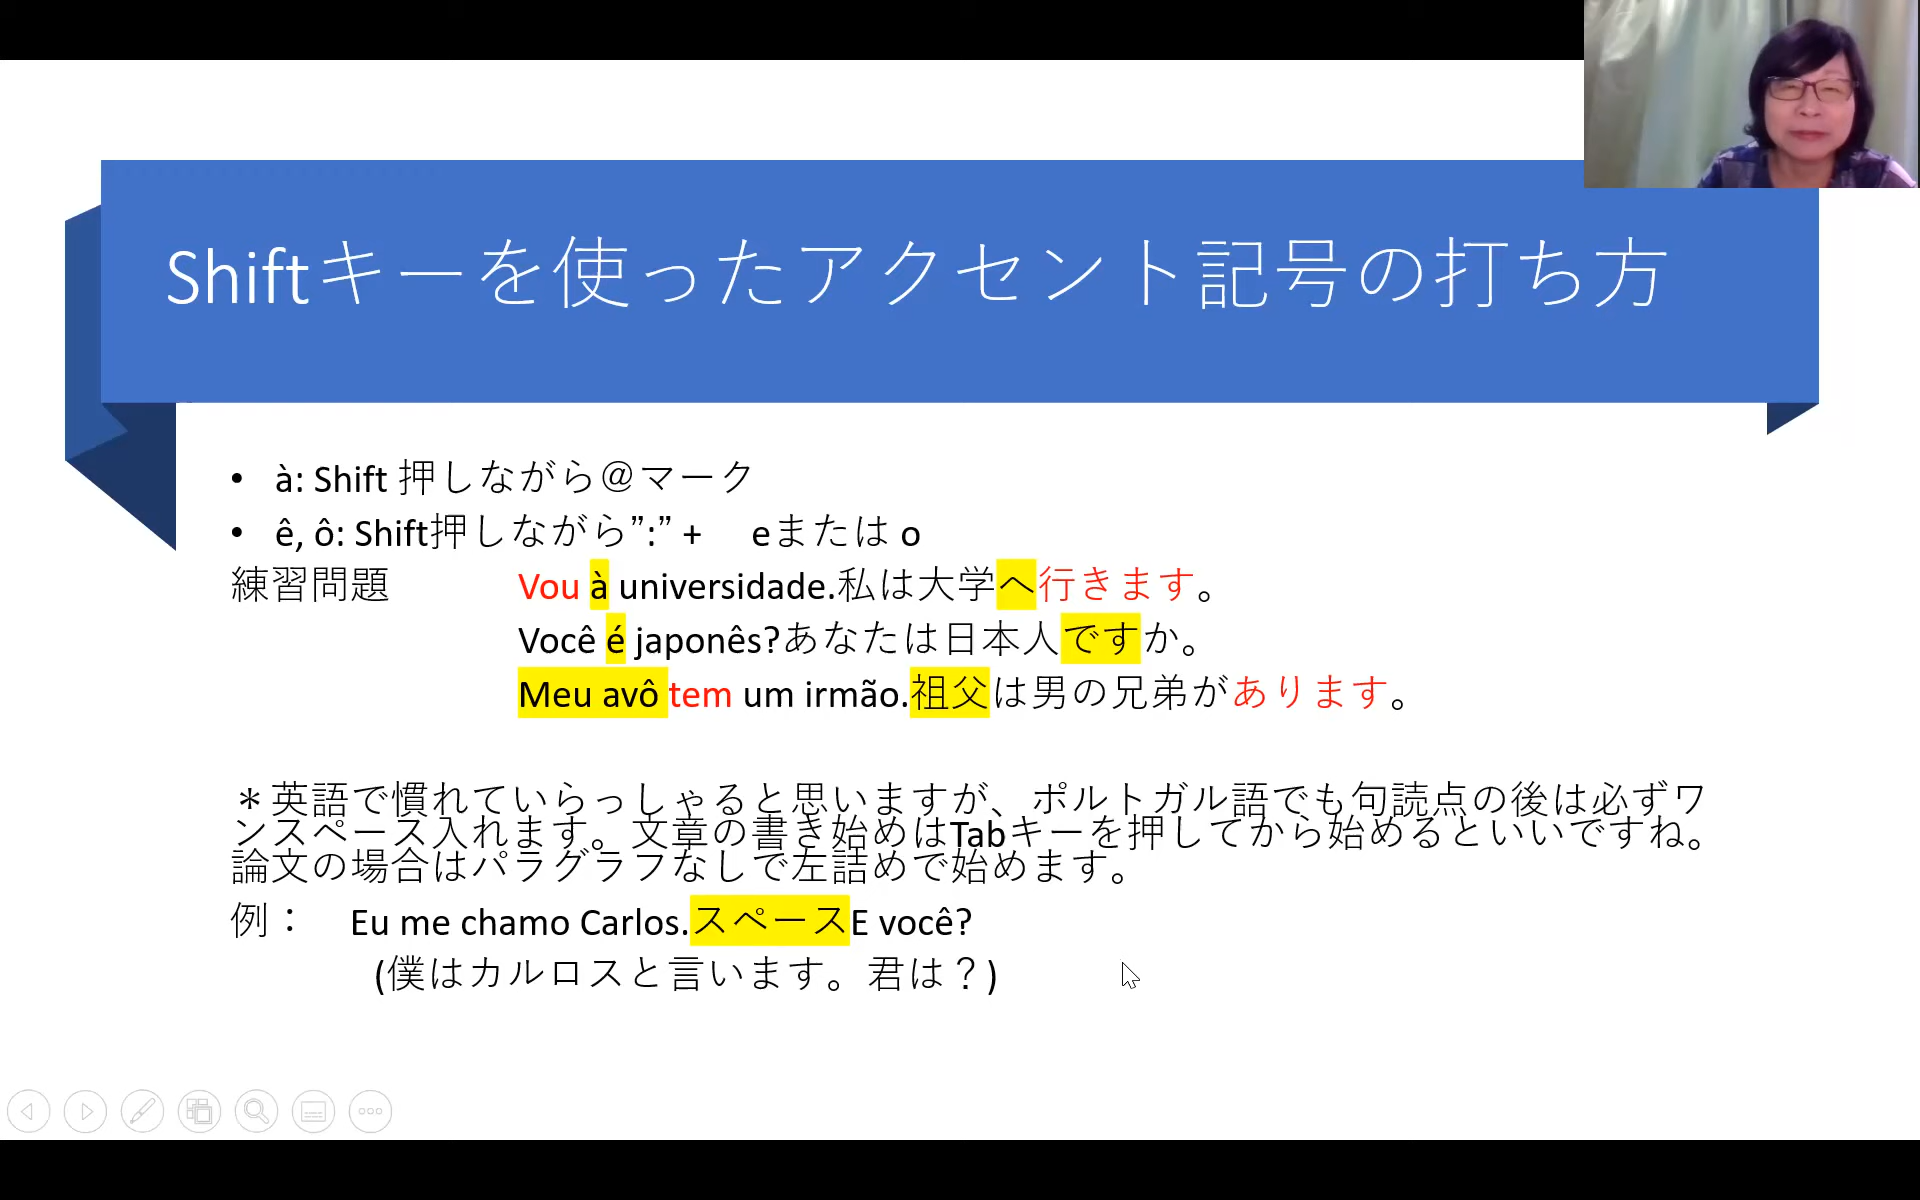 Shiftキーを使ったアクセント記号の打ち方
• à: Shift 押しながら＠マーク
• ê, ô: Shift押しながら”:” +　eまたは o
練習問題　　　Vou à universidade.私は大学へ行きます。
Você é japonês?あなたは日本人ですか。
Meu avô tem um irmão.祖父は男の兄弟があります。
＊英語で慣れていらっしゃると思いますが、ポルトガル語でも句読点の後は必ずワ
ンスペース入れます。文章の書き始めはTabキーを押してから始めるといいですね。
論文の場合はパラグラフなしで左詰めで始めます。
例：　Eu me chamo Carlos.スペースE você?
(僕はカルロスと言います。君は？)